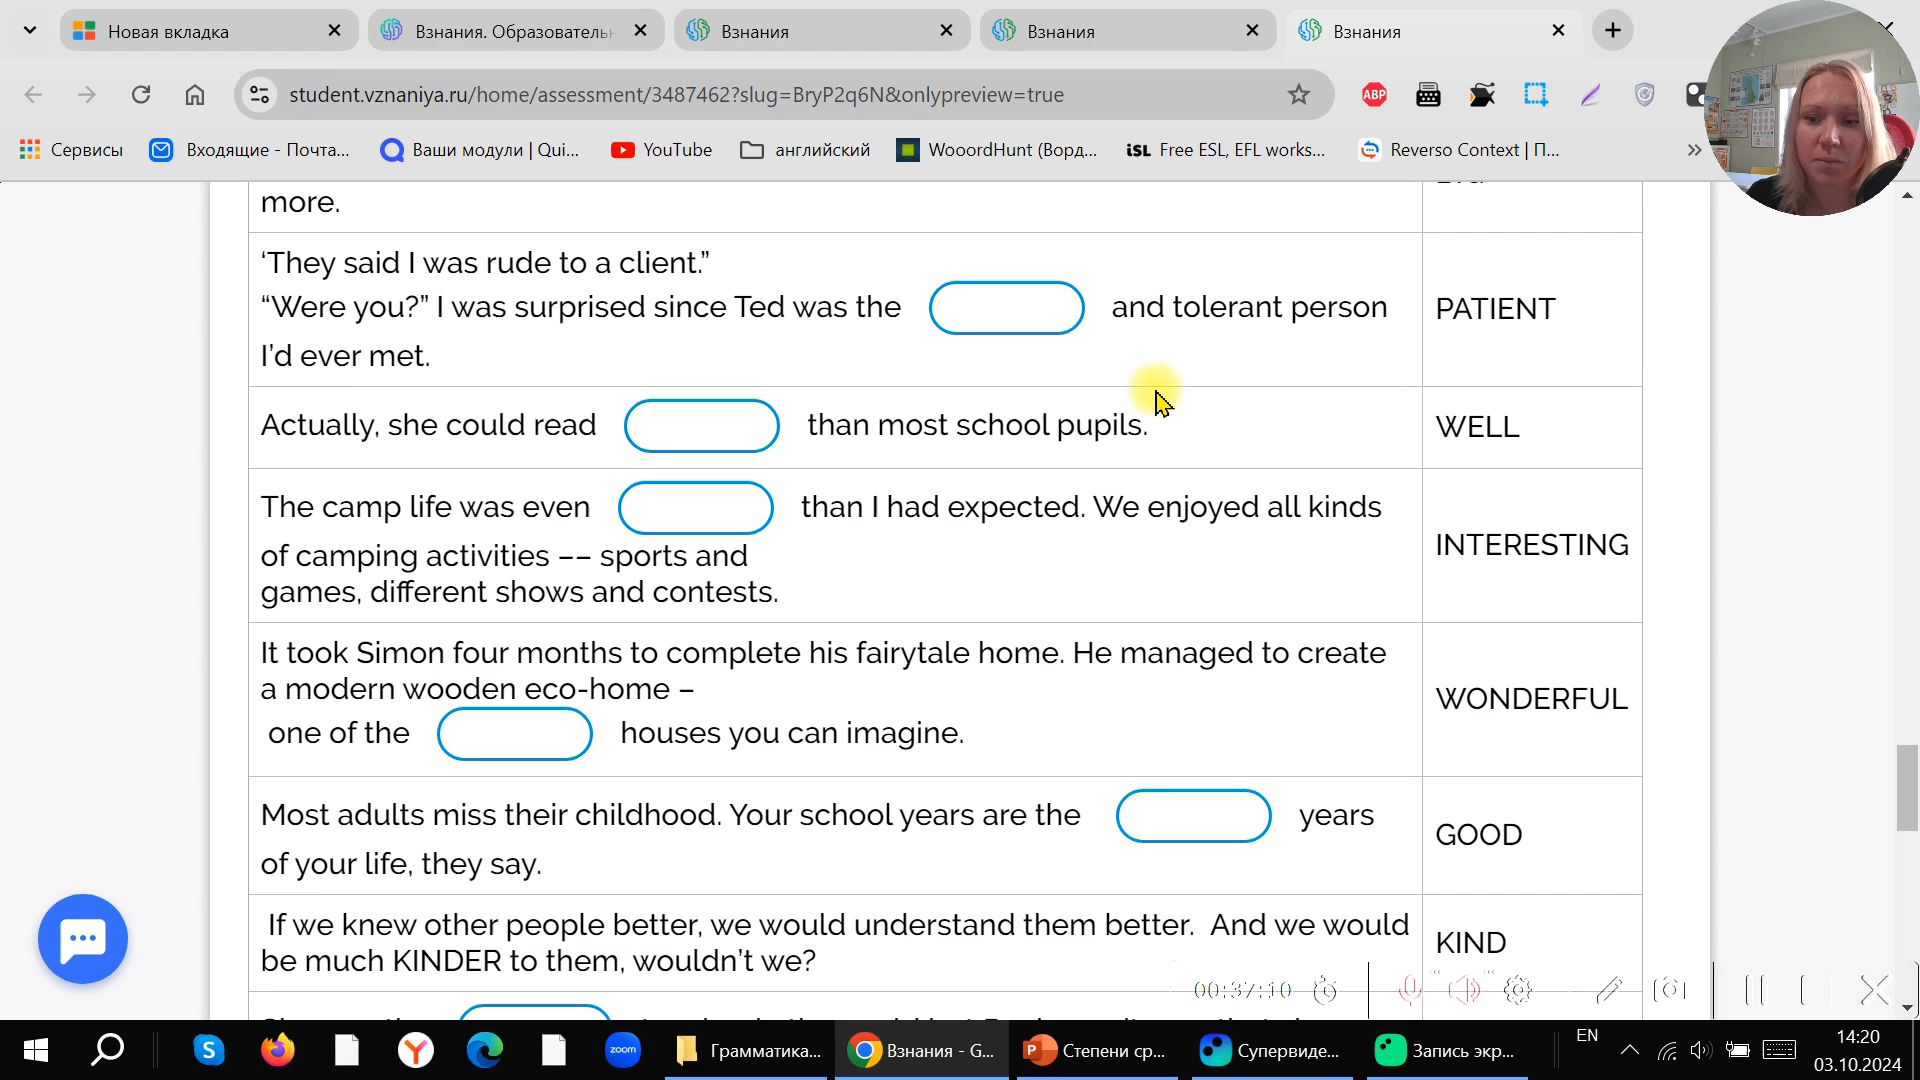 Новая вкладка
Взнания. Образователь
Взнания
Взнания
Взнания
student.vznaniya.ru/home/assessment/3487462?slug=BryP2q6N&onlypreview=true
ABP
Сервисы
Входящие - Почта...
Ваши модули | Qui...
YouTube
английский
WooordHunt (Ворд...
iSL Free ESL, EFL works...
Reverso Context | П...
more.
‘They said I was rude to a client.”
“Were you?” I was surprised since Ted was the and tolerant person
I’d ever met.
PATIENT
Actually, she could read than most school pupils.
WELL
The camp life was even than I had expected. We enjoyed all kinds
of camping activities –– sports and
games, different shows and contests.
INTERESTING
It took Simon four months to complete his fairytale home. He managed to create
a modern wooden eco-home –
one of the houses you can imagine.
WONDERFUL
Most adults miss their childhood. Your school years are the years
of your life, they say.
GOOD
If we knew other people better, we would understand them better. And we would
be much KINDER to them, wouldn’t we?
KIND
00:37:10
zoom
Грамматика...
Взнания - G...
Степени ср...
Супервиде...
Запись экр...
EN
14:20
03.10.2024